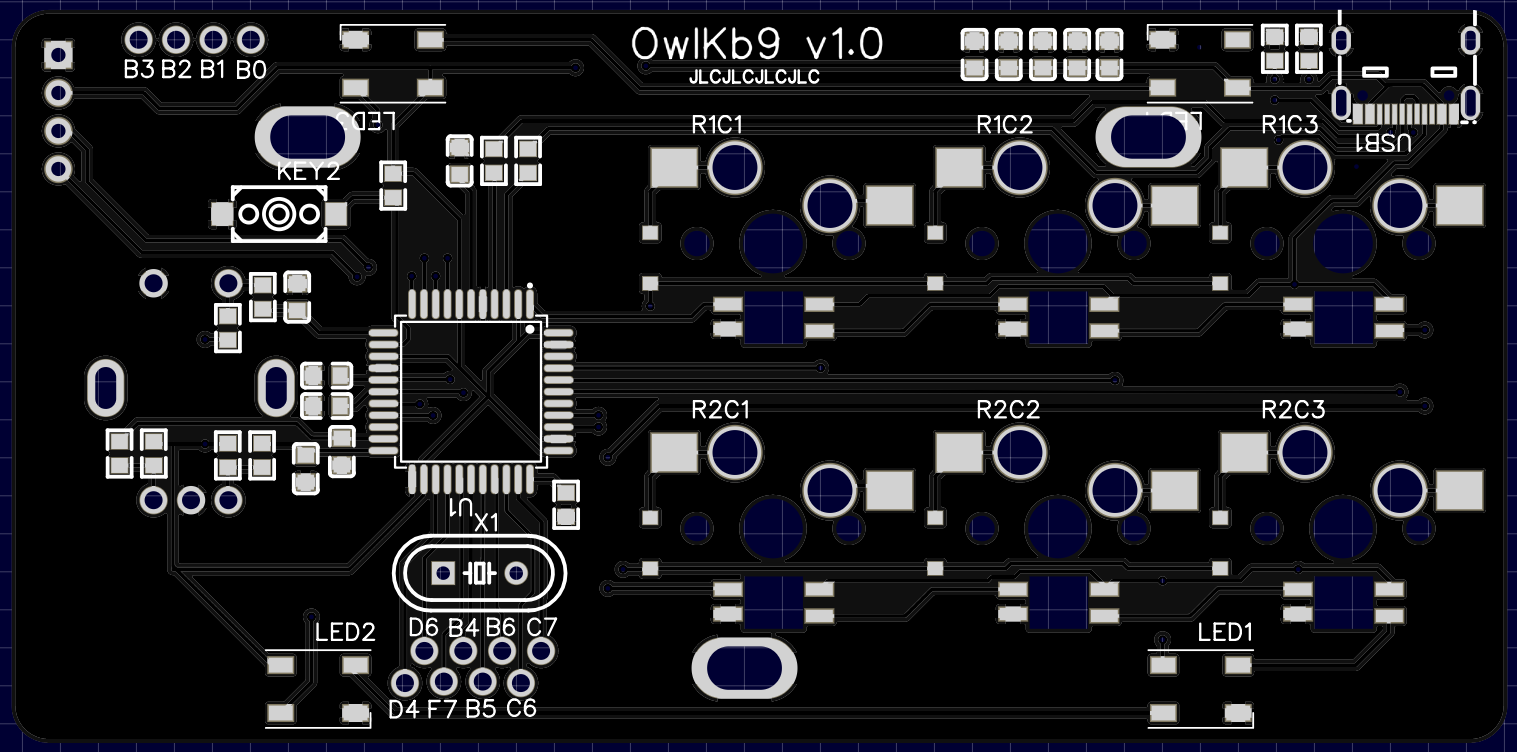 OwlKb9 v1.0
JLCJLCJLCJLC
B3 B2 B1 B0
LED3
R1C1
R1C2
LED4
R1C3
USB1
KEY2
R2C1
R2C2
R2C3
U1
X1
D6 B4 B6 C7
LED2
LED1
D4 F7 B5 C6